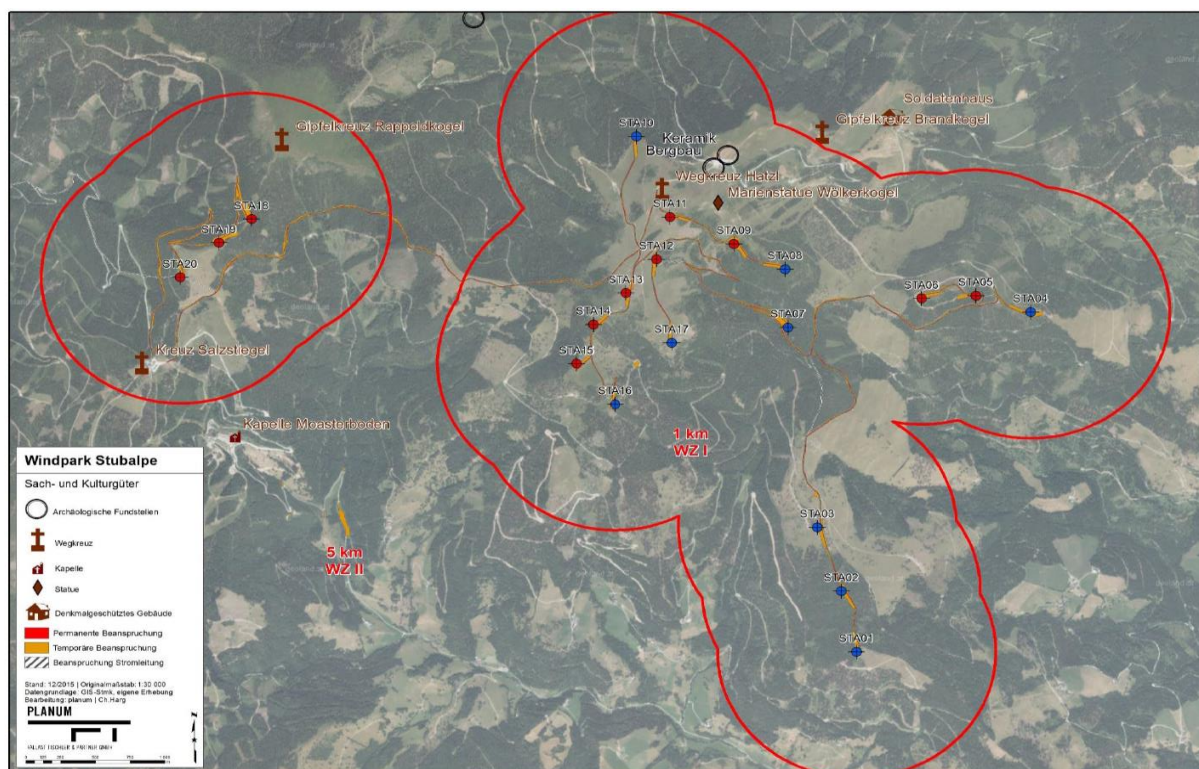 Soldatenhaus
Gipfelkreuz Rappeldkogel
Gipfelkreuz Brandkogel
STA10
Keramik
Bergbau
Wegkreuz Hatzl
Marienstatue Wölkerkogel
STA18
STA11
STA19
STA09
STA12
STA08
STA20
STA13
STA06
STA05
STA04
STA14
STA07
STA17
Kreuz Salzstiegel
STA15
STA16
Kapelle Moasterboden
1 km
WZ I
Windpark Stubalpe
Sach- und Kulturgüter
Archäologische Fundstellen
Wegkreuz
Kapelle
Statue
Denkmalgeschütztes Gebäude
Permanente Beanspruchung
Temporäre Beanspruchung
Beanspruchung Stromleitung
Stand: 12/2015 | Originalmaßstab: 1:30 000
Datengrundlage: GIS-Stmk, eigene Erhebung
Bearbeitung: planum | Ch.Harg
PLANUM
N
5 km
WZ II
STA03
STA02
STA01